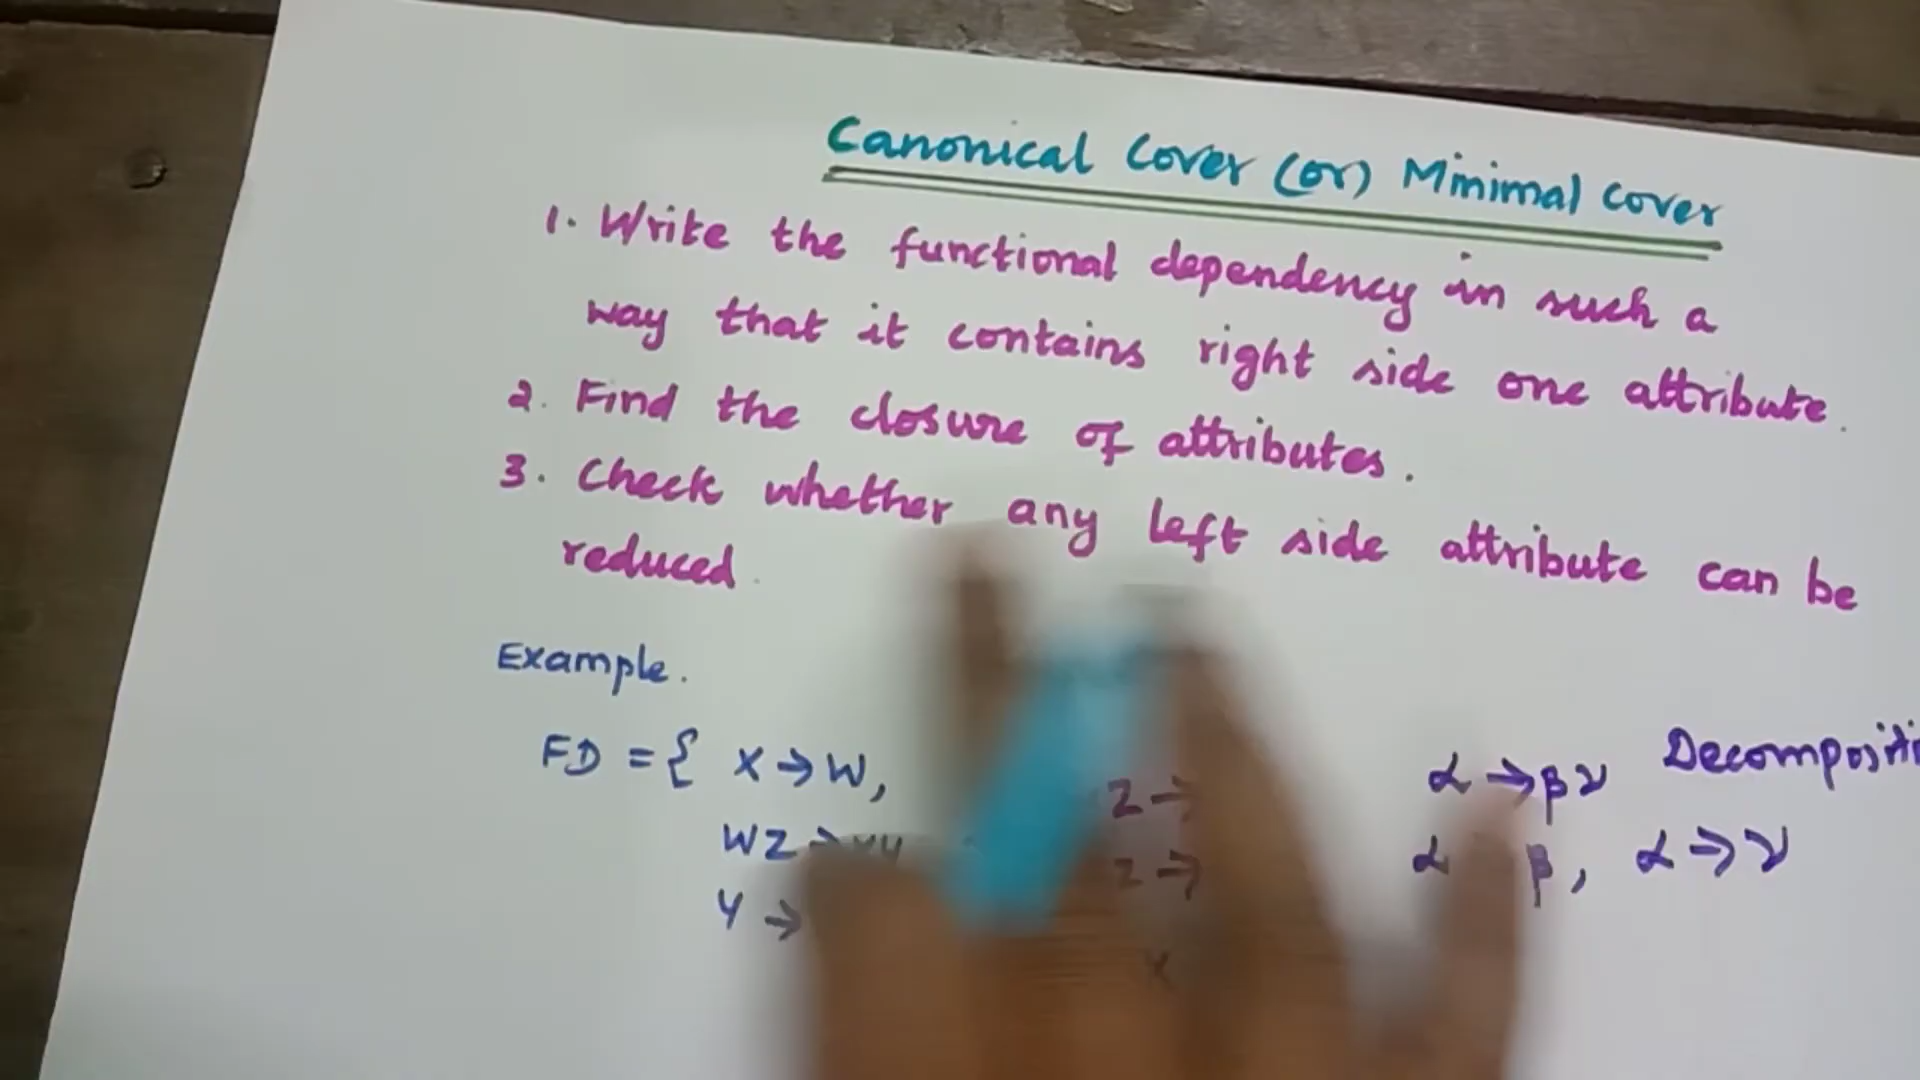 Canonical Cover (or) Minimal Cover
1. Write the functional dependency in such a
way that it contains right side one attribute.
2. Find the closure of attributes.
3. Check whether any left side attribute can be
reduced.
Example.
FD = { X → W, Z → α → βγ Decompositi
WZ → XY Z → α β, α → γ
Y → X